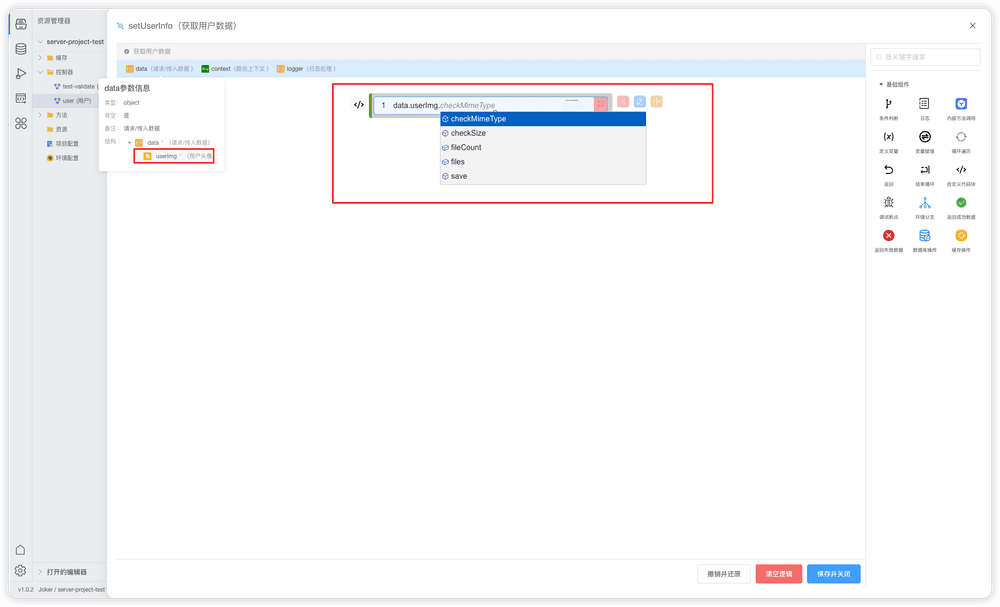 资源管理器
server-project-test
缓存
控制器
test-validate (
user (用户)
方法
资源
项目配置
环境配置
打开的编辑器
v1.0.2 Joker / server-project-test
data参数信息
类型: object
非空: 是
备注: 请求/传入数据
结构: data * (请求/传入数据)
userImg * (用户头像
setUserInfo (获取用户数据)
获取用户数据
data (请求/传入数据) context (路由上下文) logger (日志处理)
</> 1 data.userImg.checkMimeType
checkMimeType
checkSize
fileCount
files
save
按关键字搜索
基础组件
条件判断 日志 内部方法调用
定义变量 变量赋值 循环遍历
返回 结束循环 自定义代码块
调试断点 环境分支 返回成功数据
返回失败数据 数据库操作 缓存操作
撤销并还原 清空逻辑 保存并关闭